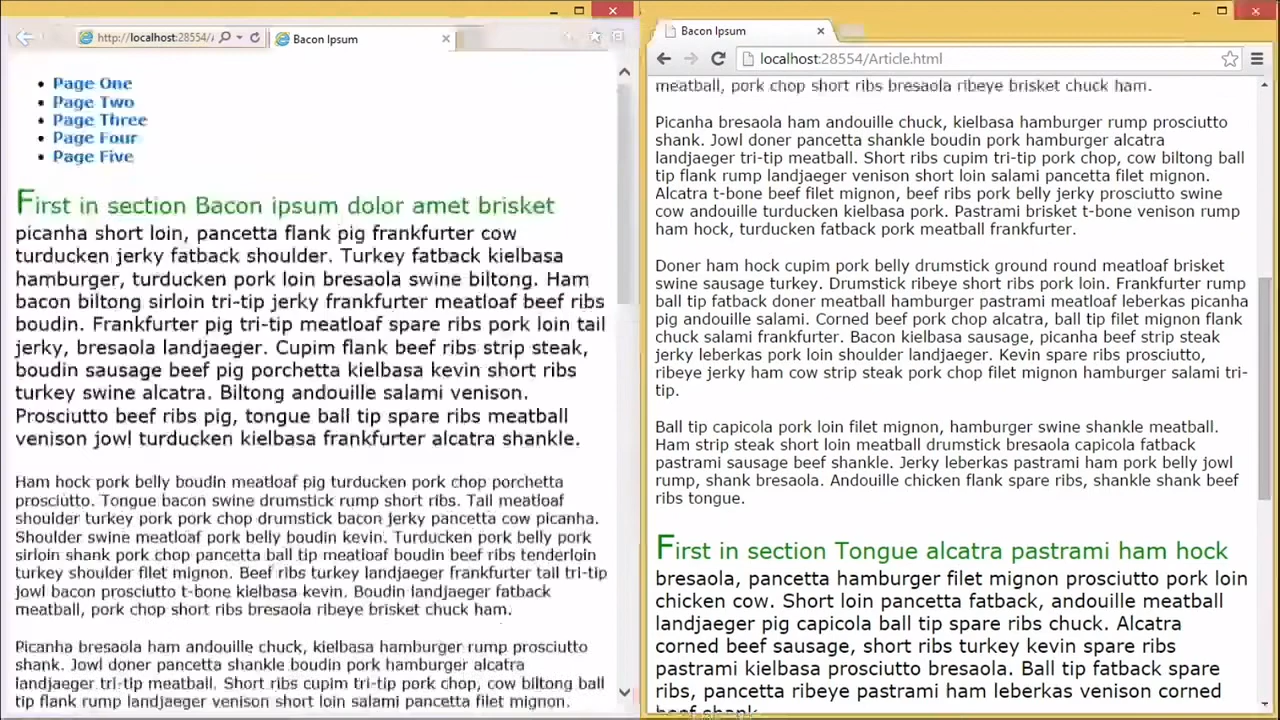 http://localhost:28554/
Bacon Ipsum
Page One
Page Two
Page Three
Page Four
Page Five
First in section Bacon ipsum dolor amet brisket
picanha short loin, pancetta flank pig frankfurter cow
turducken jerky fatback shoulder. Turkey fatback kielbasa
hamburger, turducken pork loin bresaola swine biltong. Ham
bacon biltong sirloin tri-tip jerky frankfurter meatloaf beef ribs
boudin. Frankfurter pig tri-tip meatloaf spare ribs pork loin tail
jerky, bresaola landjaeger. Cupim flank beef ribs strip steak,
boudin sausage beef pig porchetta kielbasa kevin short ribs
turkey swine alcatra. Biltong andouille salami venison.
Prosciutto beef ribs pig, tongue ball tip spare ribs meatball
venison jowl turducken kielbasa frankfurter alcatra shankle.
Ham hock pork belly boudin meatloaf pig turducken pork chop porchetta
prosciutto. Tongue bacon swine drumstick rump short ribs. Tail meatloaf
shoulder turkey pork pork chop drumstick bacon jerky pancetta cow picanha.
Shoulder swine meatloaf pork belly boudin kevin. Turducken pork belly pork
sirloin shank pork chop pancetta ball tip meatloaf boudin beef ribs tenderloin
turkey shoulder filet mignon. Beef ribs turkey landjaeger frankfurter tail tri-tip
jowl bacon prosciutto t-bone kielbasa kevin. Boudin landjaeger fatback
meatball, pork chop short ribs bresaola ribeye brisket chuck ham.
Picanha bresaola ham andouille chuck, kielbasa hamburger rump prosciutto
shank. Jowl doner pancetta shankle boudin pork hamburger alcatra
landjaeger tri-tip meatball. Short ribs cupim tri-tip pork chop, cow biltong ball
tip flank rump landjaeger venison short loin salami pancetta filet mignon.
Bacon Ipsum
localhost:28554/Article.html
meatball, pork chop short ribs bresaola ribeye brisket chuck ham.
Picanha bresaola ham andouille chuck, kielbasa hamburger rump prosciutto
shank. Jowl doner pancetta shankle boudin pork hamburger alcatra
landjaeger tri-tip meatball. Short ribs cupim tri-tip pork chop, cow biltong ball
tip flank rump landjaeger venison short loin salami pancetta filet mignon.
Alcatra t-bone beef filet mignon, beef ribs pork belly jerky prosciutto swine
cow andouille turducken kielbasa pork. Pastrami brisket t-bone venison rump
ham hock, turducken fatback pork meatball frankfurter.
Doner ham hock cupim pork belly drumstick ground round meatloaf brisket
swine sausage turkey. Drumstick ribeye short ribs pork loin. Frankfurter rump
ball tip fatback doner meatball hamburger pastrami meatloaf leberkas picanha
pig andouille salami. Corned beef pork chop alcatra, ball tip filet mignon flank
chuck salami frankfurter. Bacon kielbasa sausage, picanha beef strip steak
jerky leberkas pork loin shoulder landjaeger. Kevin spare ribs prosciutto,
ribeye jerky ham cow strip steak pork chop filet mignon hamburger salami tri-
tip.
Ball tip capicola pork loin filet mignon, hamburger swine shankle meatball.
Ham strip steak short loin meatball drumstick bresaola capicola fatback
pastrami sausage beef shankle. Jerky leberkas pastrami ham pork belly jowl
rump, shank bresaola. Andouille chicken flank spare ribs, shankle shank beef
ribs tongue.
First in section Tongue alcatra pastrami ham hock
bresaola, pancetta hamburger filet mignon prosciutto pork loin
chicken cow. Short loin pancetta fatback, andouille meatball
landjaeger pig capicola ball tip spare ribs chuck. Alcatra
corned beef sausage, short ribs turkey kevin spare ribs
pastrami kielbasa prosciutto bresaola. Ball tip fatback spare
ribs, pancetta ribeye pastrami ham leberkas venison corned
beef shank